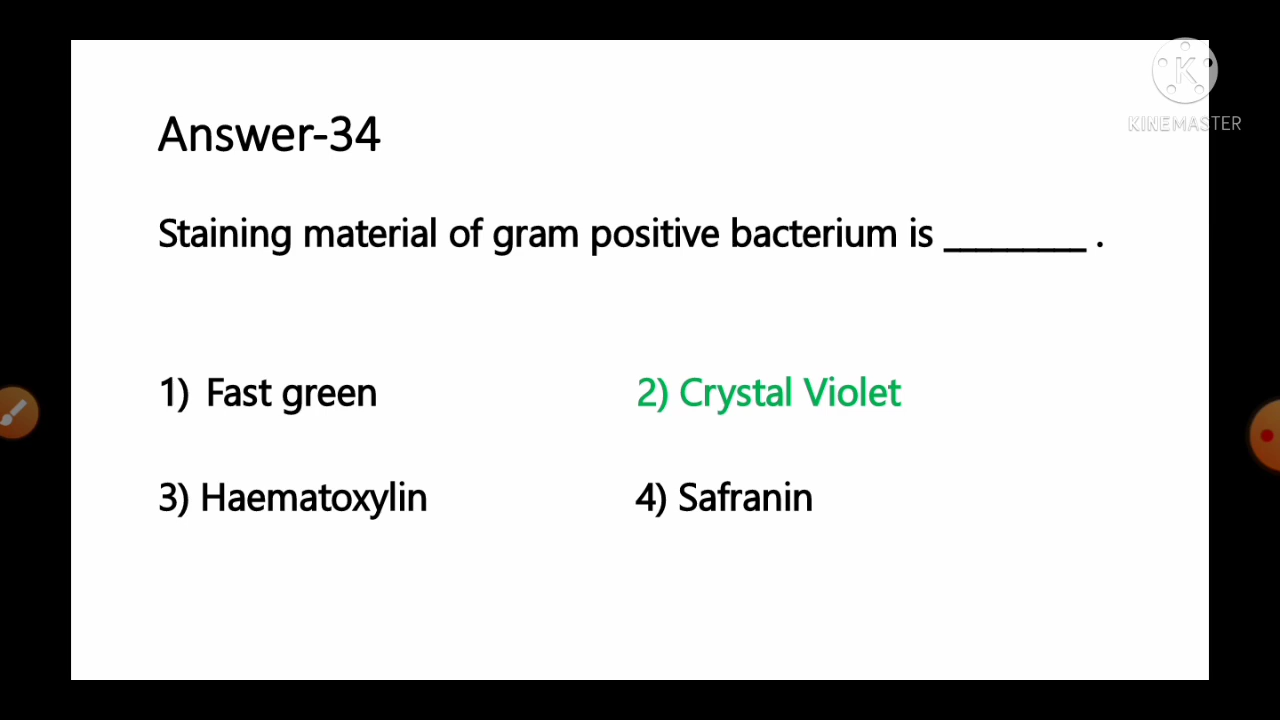 K
KINEMASTER
Answer-34
Staining material of gram positive bacterium is _________ .
1) Fast green
2) Crystal Violet
3) Haematoxylin
4) Safranin